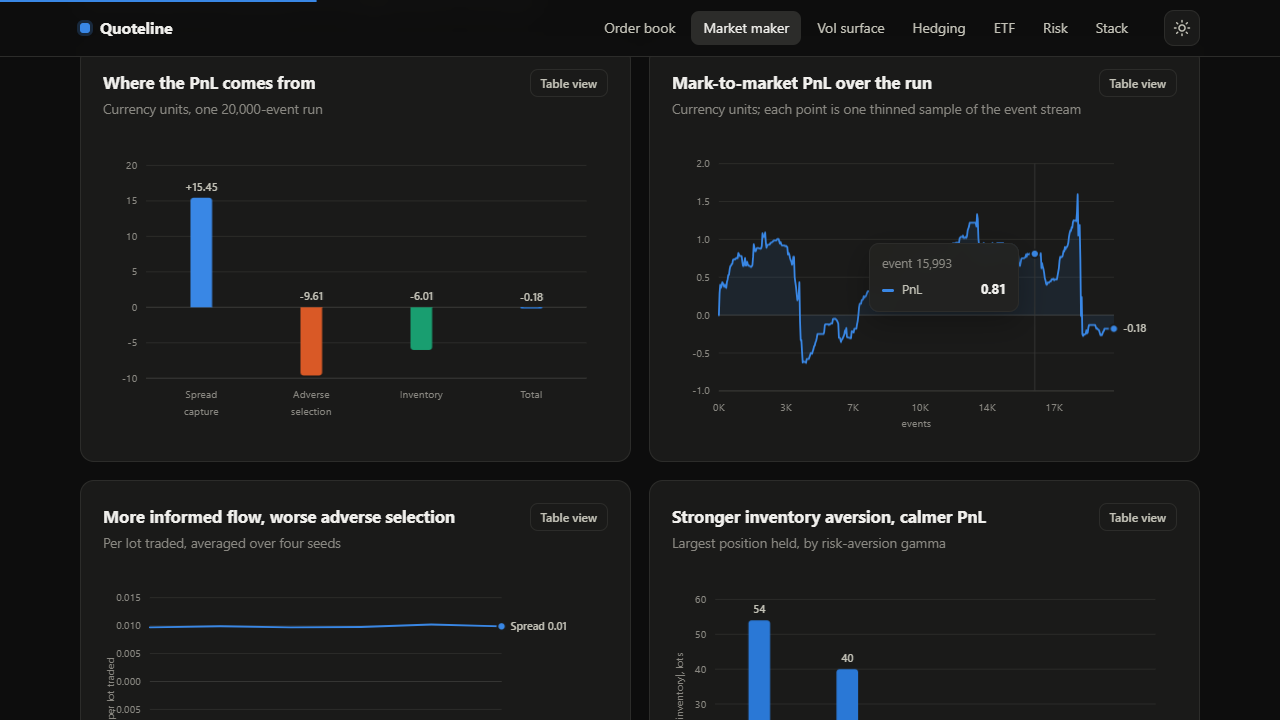 Quoteline
Order book
Market maker
Vol surface
Hedging
ETF
Risk
Stack
Where the PnL comes from
Table view
Currency units, one 20,000-event run
20
15
10
5
0
-5
-10
+15.45
-9.61
-6.01
-0.18
Spread
capture
Adverse
selection
Inventory
Total
Mark-to-market PnL over the run
Table view
Currency units; each point is one thinned sample of the event stream
2.0
1.5
1.0
0.5
0.0
-0.5
-1.0
event 15,993
PnL
0.81
-0.18
0K
3K
7K
10K
14K
17K
events
More informed flow, worse adverse selection
Table view
Per lot traded, averaged over four seeds
0.015
0.010
0.005
0.000
-0.005
per lot traded
Spread 0.01
Stronger inventory aversion, calmer PnL
Table view
Largest position held, by risk-aversion gamma
60
50
40
30
inventory|, lots
54
40